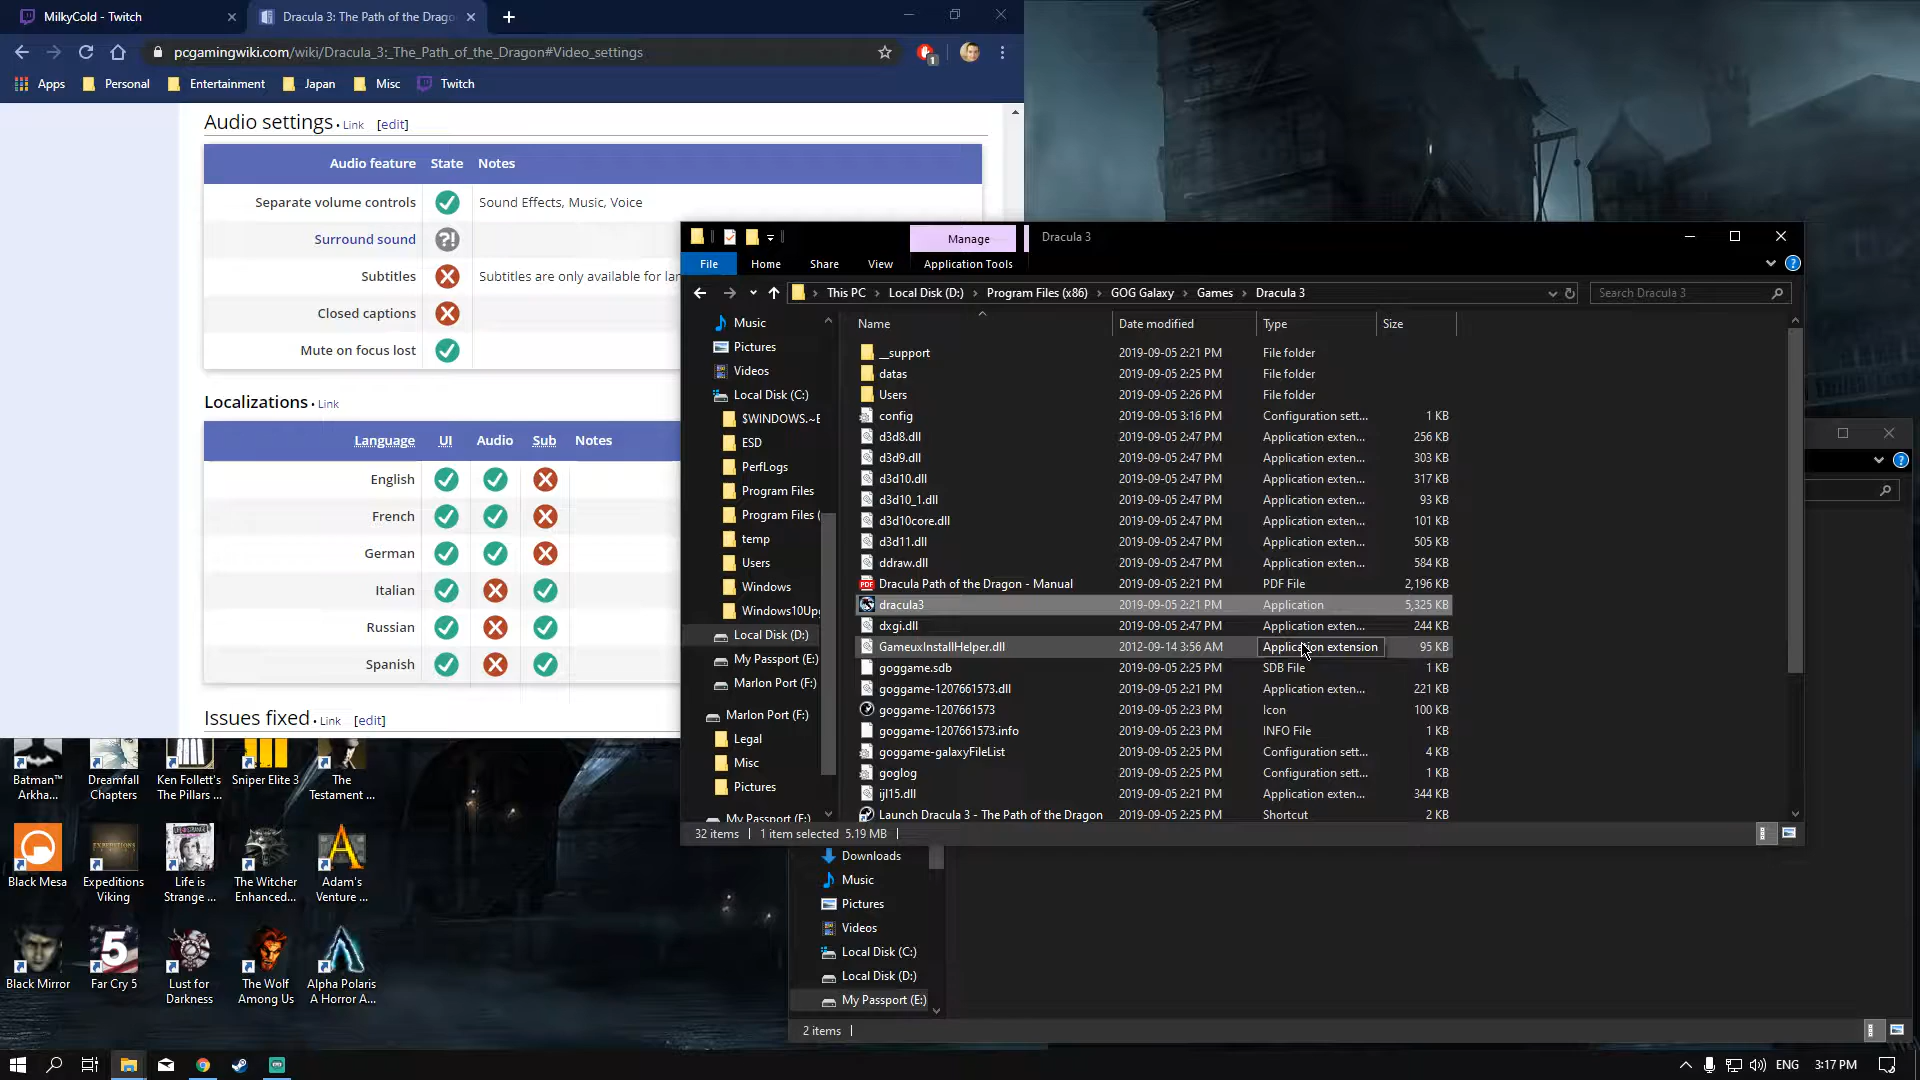 MilkyCold - Twitch
Dracula 3: The Path of the Drago
pcgamingwiki.com/wiki/Dracula_3:_The_Path_of_the_Dragon#Video_settings
1
Apps Personal Entertainment Japan Misc Twitch
Audio settings • Link [edit]
Audio feature State Notes
Separate volume controls Sound Effects, Music, Voice
Surround sound
Subtitles Subtitles are only available for lan
Closed captions
Mute on focus lost
Localizations • Link
Language UI Audio Sub Notes
English
French
German
Italian
Russian
Spanish
Issues fixed • Link [edit]
Manage Dracula 3
File Home Share View Application Tools
This PC › Local Disk (D:) › Program Files (x86) › GOG Galaxy › Games › Dracula 3
Search Dracula 3
Music
Pictures
Videos
Local Disk (C:)
$WINDOWS.~E
ESD
PerfLogs
Program Files
Program Files (
temp
Users
Windows
Windows10Upg
Local Disk (D:)
My Passport (E:)
Marlon Port (F:)
Marlon Port (F:)
Legal
Misc
Pictures
My Passport (E:)
Name Date modified Type Size
__support 2019-09-05 2:21 PM File folder
datas 2019-09-05 2:25 PM File folder
Users 2019-09-05 2:26 PM File folder
config 2019-09-05 3:16 PM Configuration sett... 1 KB
d3d8.dll 2019-09-05 2:47 PM Application exten... 256 KB
d3d9.dll 2019-09-05 2:47 PM Application exten... 303 KB
d3d10.dll 2019-09-05 2:47 PM Application exten... 317 KB
d3d10_1.dll 2019-09-05 2:47 PM Application exten... 93 KB
d3d10core.dll 2019-09-05 2:47 PM Application exten... 101 KB
d3d11.dll 2019-09-05 2:47 PM Application exten... 505 KB
ddraw.dll 2019-09-05 2:47 PM Application exten... 584 KB
Dracula Path of the Dragon - Manual 2019-09-05 2:21 PM PDF File 2,196 KB
dracula3 2019-09-05 2:21 PM Application 5,325 KB
dxgi.dll 2019-09-05 2:47 PM Application exten... 244 KB
GameuxInstallHelper.dll 2012-09-14 3:56 AM Application extension 95 KB
goggame.sdb 2019-09-05 2:25 PM SDB File 1 KB
goggame-1207661573.dll 2019-09-05 2:21 PM Application exten... 221 KB
goggame-1207661573 2019-09-05 2:23 PM Icon 100 KB
goggame-1207661573.info 2019-09-05 2:23 PM INFO File 1 KB
goggame-galaxyFileList 2019-09-05 2:25 PM Configuration sett... 4 KB
goglog 2019-09-05 2:25 PM Configuration sett... 1 KB
ijl15.dll 2019-09-05 2:21 PM Application exten... 344 KB
Launch Dracula 3 - The Path of the Dragon 2019-09-05 2:25 PM Shortcut 2 KB
32 items 1 item selected 5.19 MB
Downloads
Music
Pictures
Videos
Local Disk (C:)
Local Disk (D:)
My Passport (E:)
2 items
Batman™ Arkha...
Dreamfall Chapters
Ken Follett's The Pillars ...
Sniper Elite 3
The Testament ...
Black Mesa
Expeditions Viking
Life is Strange ...
The Witcher Enhanced...
Adam's Venture ...
Black Mirror
Far Cry 5
Lust for Darkness
The Wolf Among Us
Alpha Polaris A Horror A...
ENG 3:17 PM